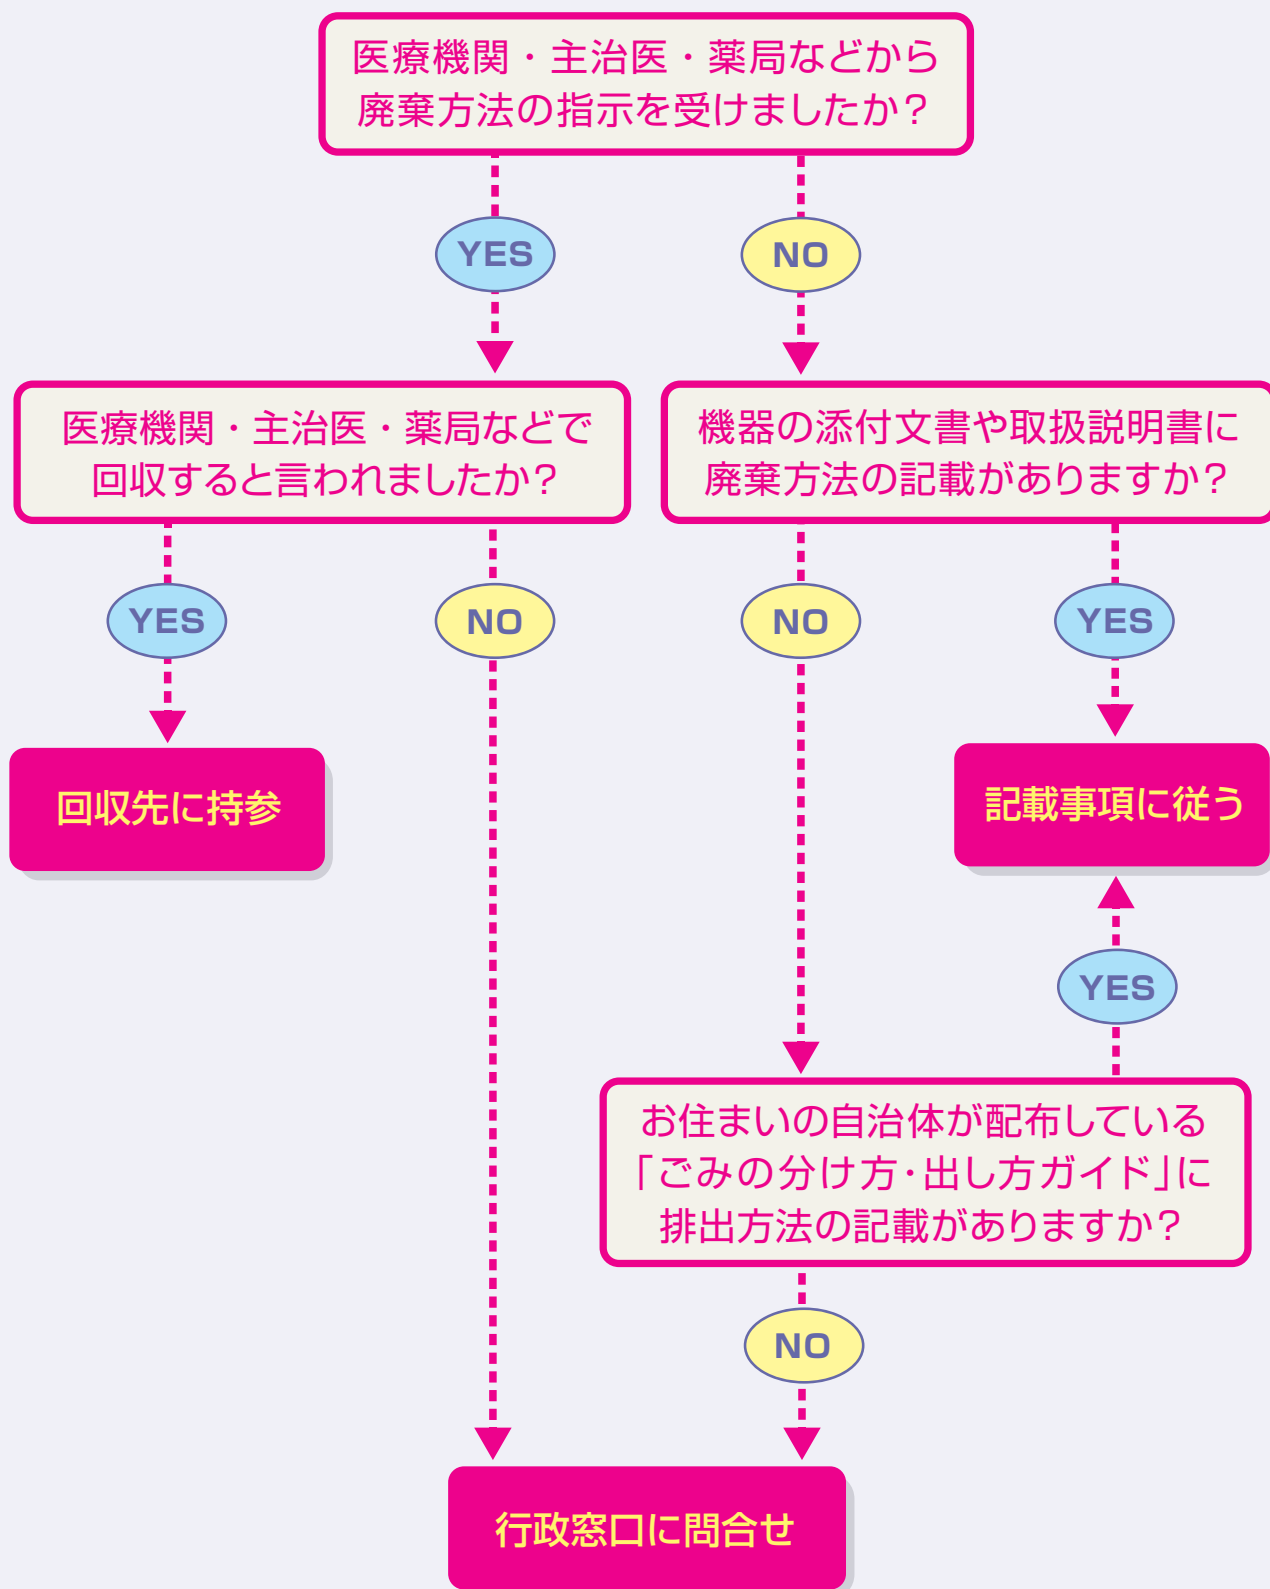 医療機関・主治医・薬局などから
廃棄方法の指示を受けましたか？
YES
NO
医療機関・主治医・薬局などで
回収すると言われましたか？
機器の添付文書や取扱説明書に
廃棄方法の記載がありますか？
YES
NO
NO
YES
回収先に持参
記載事項に従う
YES
お住まいの自治体が配布している
「ごみの分け方・出し方ガイド」に
排出方法の記載がありますか？
NO
行政窓口に問合せ